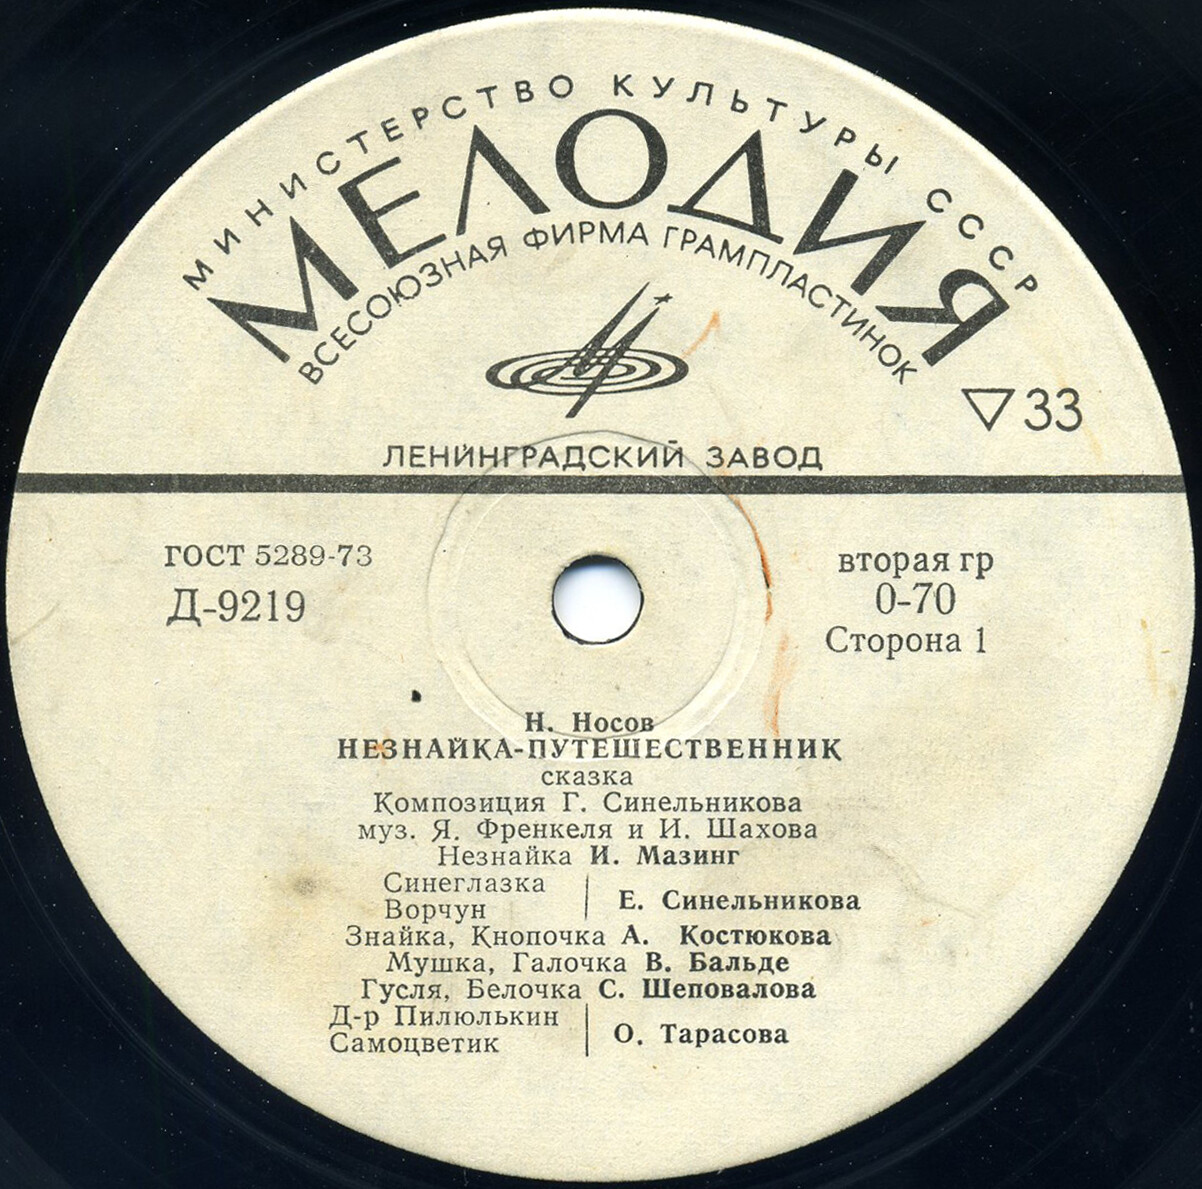 МИНИСТЕРСТВО КУЛЬТУРЫ СССР
МЕЛОДИЯ
ВСЕСОЮЗНАЯ ФИРМА ГРАМПЛАСТИНОК
33
ЛЕНИНГРАДСКИЙ ЗАВОД
ГОСТ 5289-73
Д-9219
вторая гр
0-70
Сторона 1
Н. Носов
НЕЗНАЙКА-ПУТЕШЕСТВЕННИК
сказка
Композиция Г. Синельникова
муз. Я. Френкеля и И. Шахова
Незнайка И. Мазинг
Синеглазка
Ворчун
Е. Синельникова
Знайка, Кнопочка А. Костюкова
Мушка, Галочка В. Бальде
Гусля, Белочка С. Шеповалова
Д-р Пилюлькин
Самоцветик
О. Тарасова